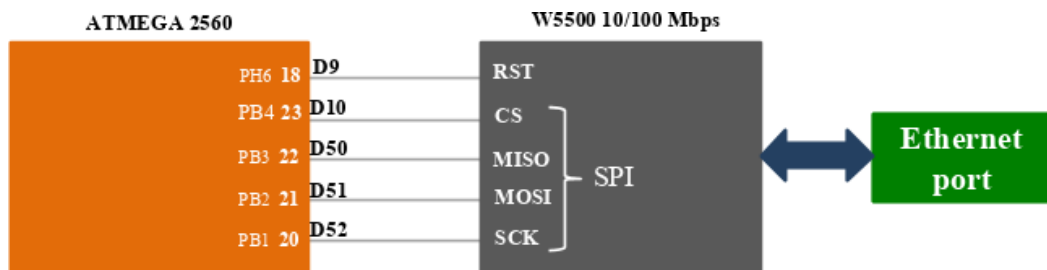 ATMEGA 2560
W5500 10/100 Mbps
PH6 18 D9 RST
PB4 23 D10 CS
PB3 22 D50 MISO
PB2 21 D51 MOSI
PB1 20 D52 SCK
SPI
Ethernet
port